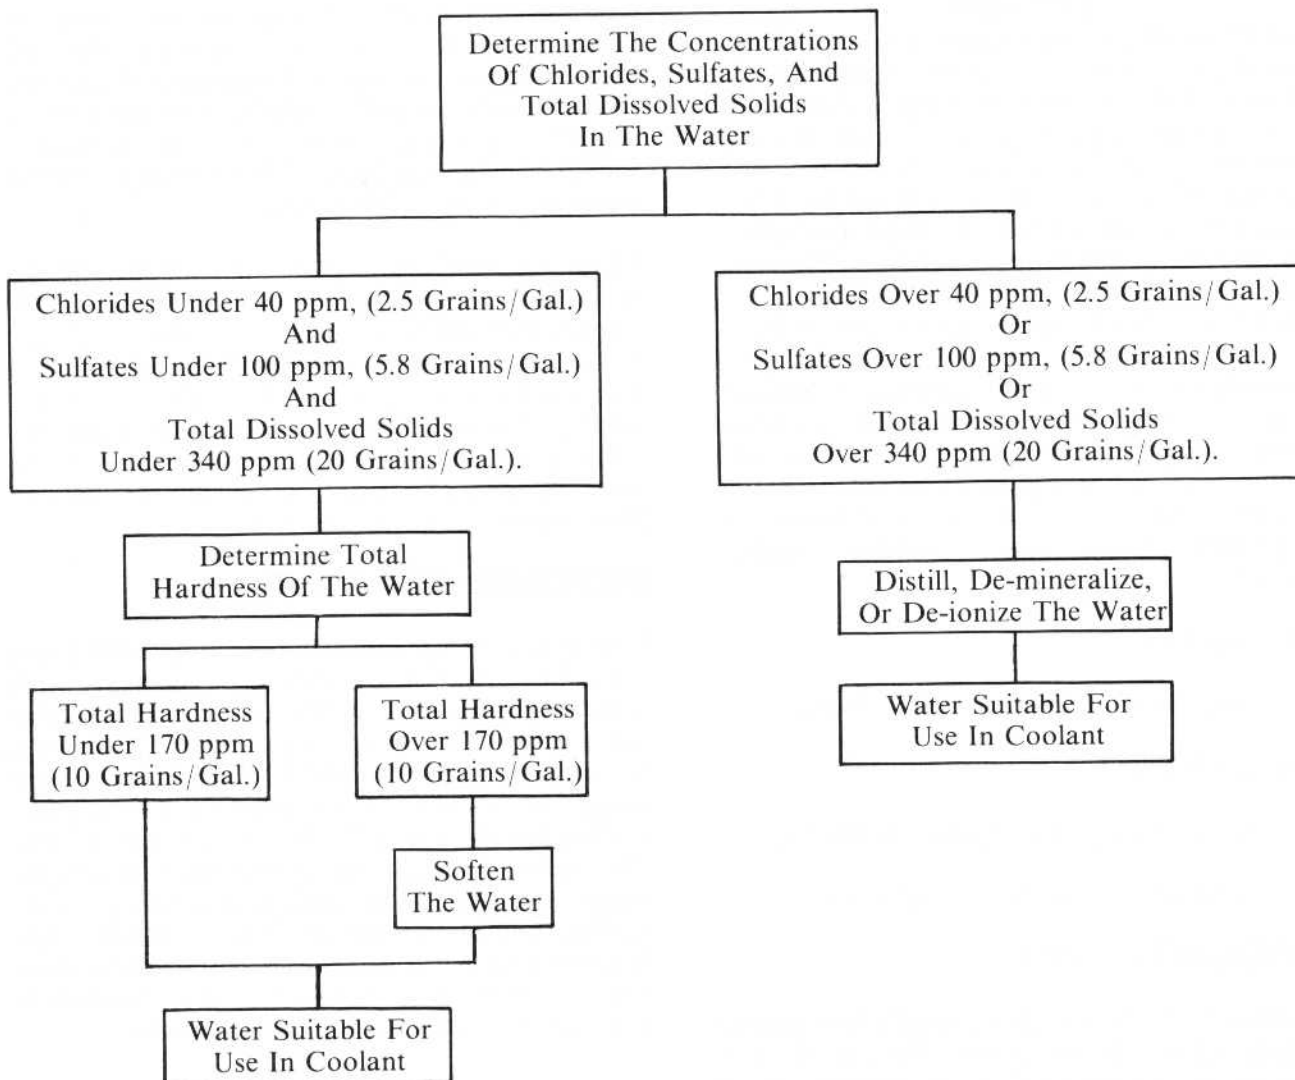 Determine The Concentrations
Of Chlorides, Sulfates, And
Total Dissolved Solids
In The Water
Chlorides Under 40 ppm, (2.5 Grains/Gal.)
And
Sulfates Under 100 ppm, (5.8 Grains/Gal.)
And
Total Dissolved Solids
Under 340 ppm (20 Grains/Gal.).
Chlorides Over 40 ppm, (2.5 Grains/Gal.)
Or
Sulfates Over 100 ppm, (5.8 Grains/Gal.)
Or
Total Dissolved Solids
Over 340 ppm (20 Grains/Gal.).
Determine Total
Hardness Of The Water
Distill, De-mineralize,
Or De-ionize The Water
Total Hardness
Under 170 ppm
(10 Grains/Gal.)
Total Hardness
Over 170 ppm
(10 Grains/Gal.)
Water Suitable For
Use In Coolant
Soften
The Water
Water Suitable For
Use In Coolant